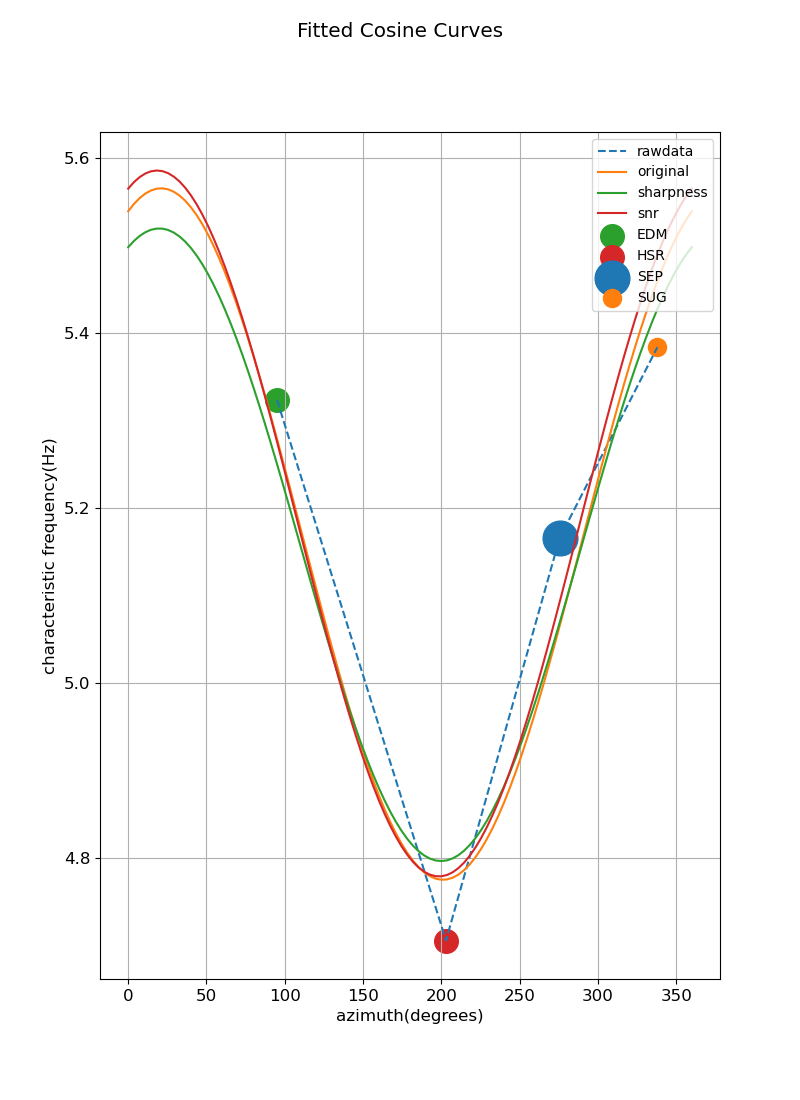 Fitted Cosine Curves
5.6
5.4
5.2
5.0
4.8
characteristic frequency(Hz)
rawdata
original
sharpness
snr
EDM
HSR
SEP
SUG
0 50 100 150 200 250 300 350
azimuth(degrees)